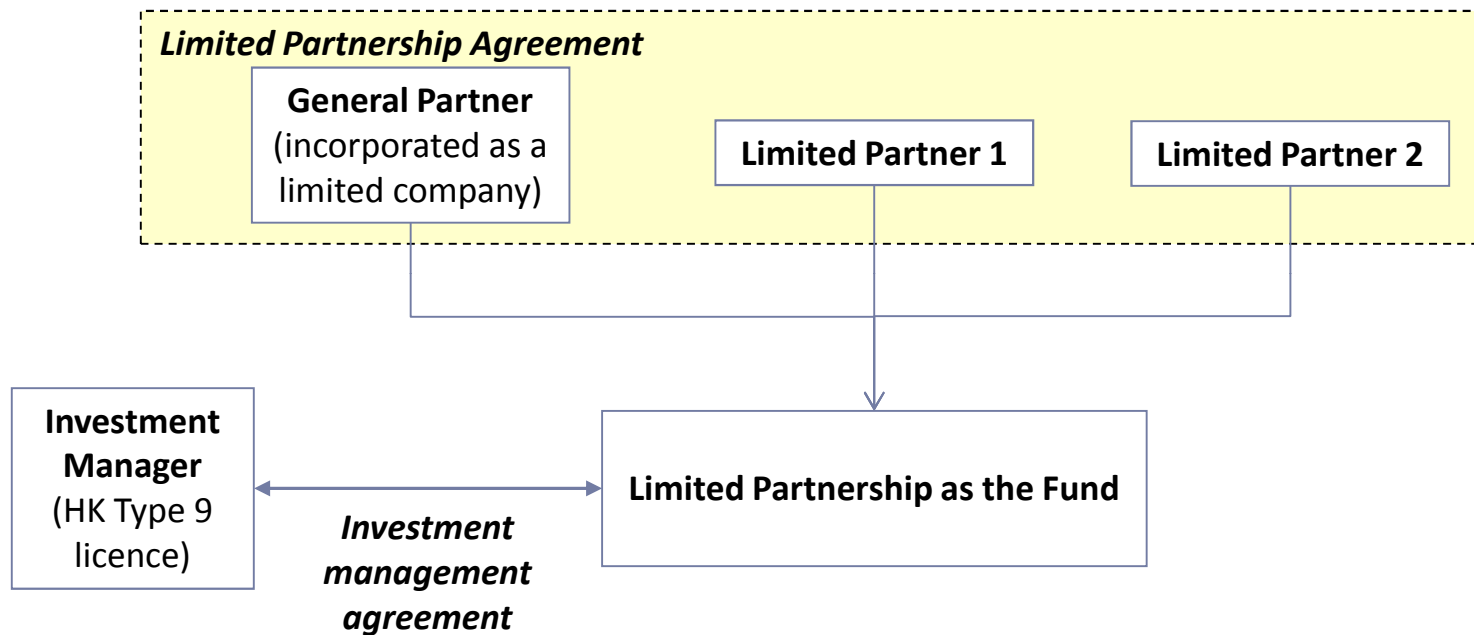 Limited Partnership Agreement
General Partner
(incorporated as a
limited company)
Limited Partner 1
Limited Partner 2
Investment
Manager
(HK Type 9
licence)
Investment
management
agreement
Limited Partnership as the Fund